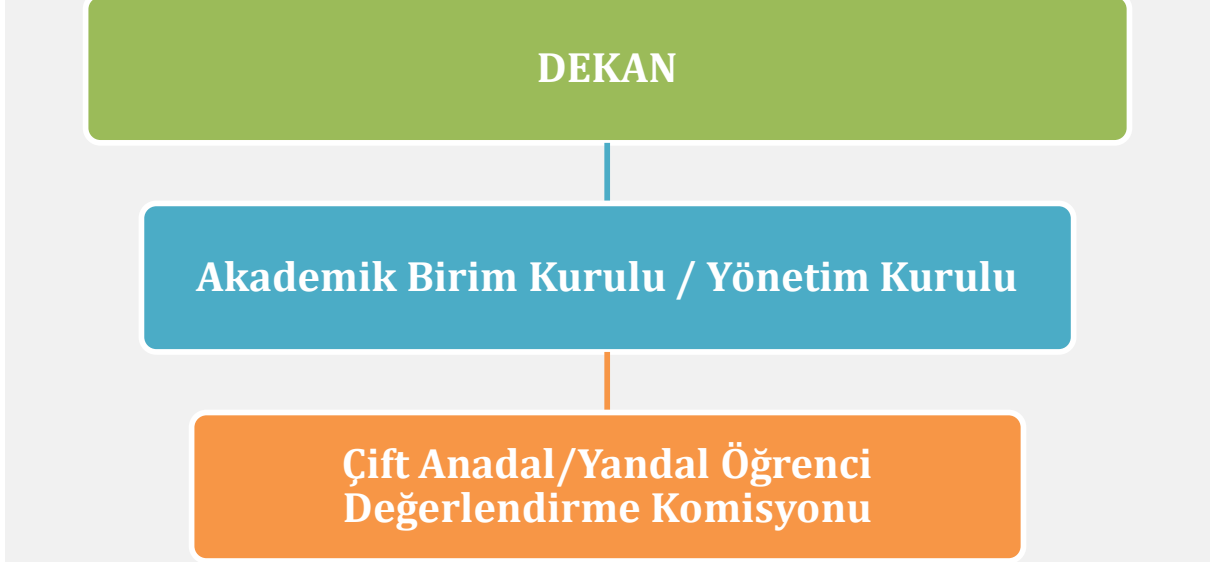 DEKAN
Akademik Birim Kurulu / Yönetim Kurulu
Çift Anadal/Yandal Öğrenci
Değerlendirme Komisyonu